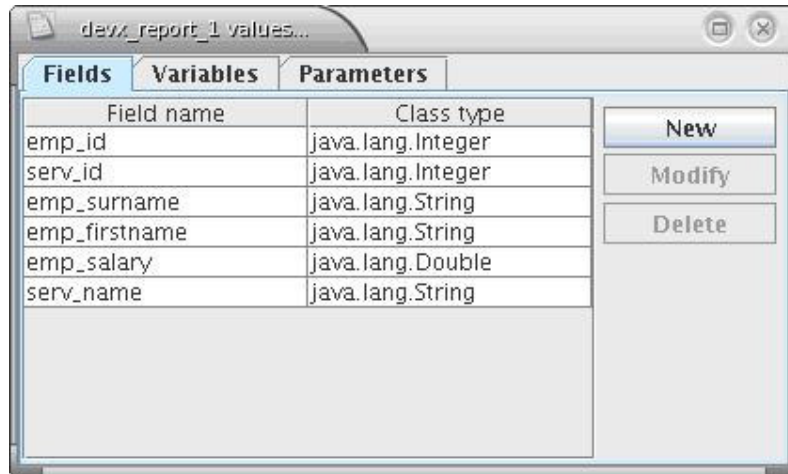 devx_report_1 values...
Fields Variables Parameters
Field name Class type
emp_id java.lang.Integer
serv_id java.lang.Integer
emp_surname java.lang.String
emp_firstname java.lang.String
emp_salary java.lang.Double
serv_name java.lang.String
New
Modify
Delete